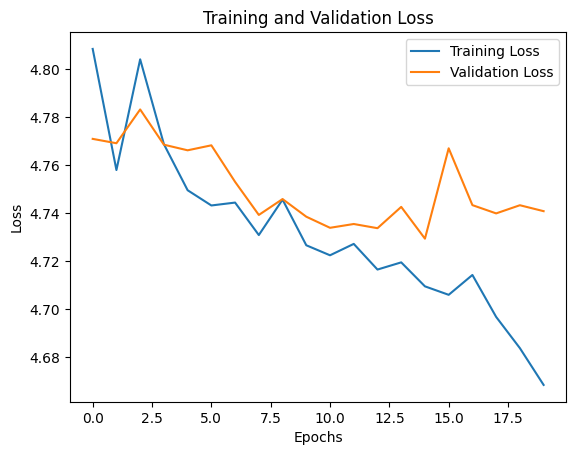 Training and Validation Loss
Training Loss
Validation Loss
Loss
4.80
4.78
4.76
4.74
4.72
4.70
4.68
0.0 2.5 5.0 7.5 10.0 12.5 15.0 17.5
Epochs